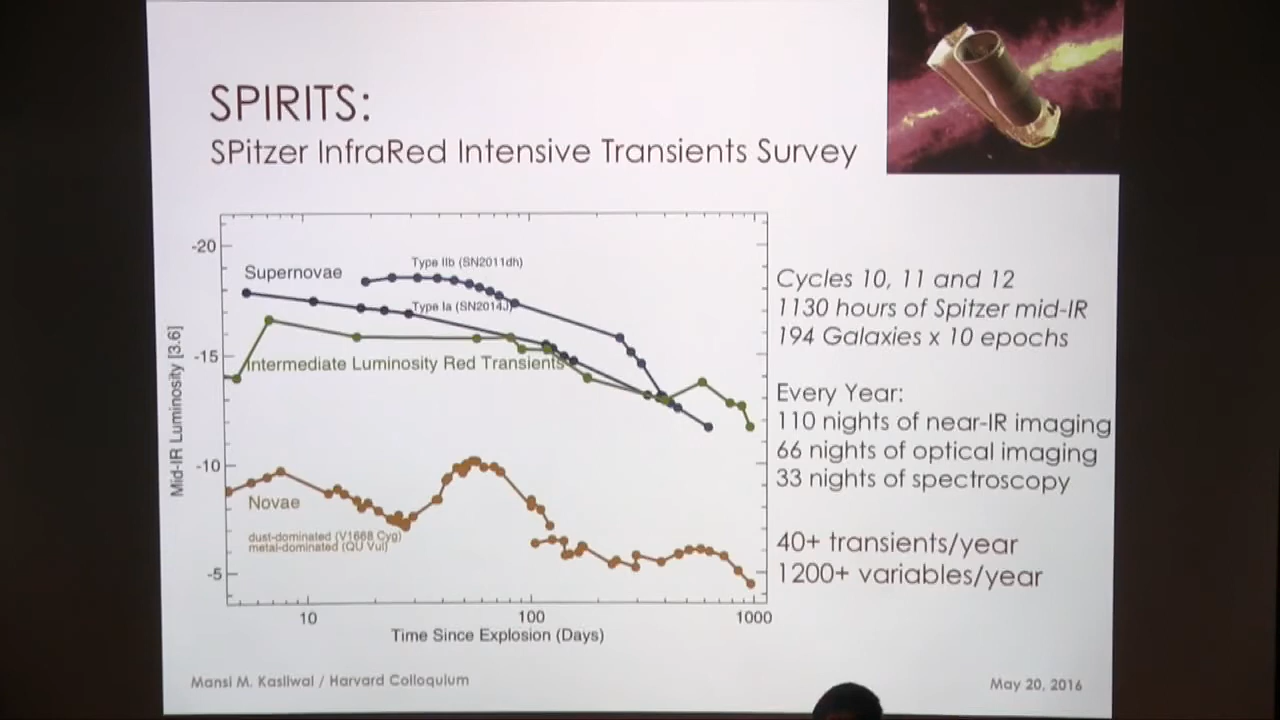 SPIRITS:
SPitzer InfraRed Intensive Transients Survey
-20
-15
-10
-5
Mid-IR Luminosity [3.6]
Supernovae
Type IIb (SN2011dh)
Type Ia (SN2014J)
Intermediate Luminosity Red Transients
Novae
dust-dominated (V1668 Cyg)
metal-dominated (QU Vul)
10
100
1000
Time Since Explosion (Days)
Cycles 10, 11 and 12
1130 hours of Spitzer mid-IR
194 Galaxies x 10 epochs
Every Year:
110 nights of near-IR imaging
66 nights of optical imaging
33 nights of spectroscopy
40+ transients/year
1200+ variables/year
Mansi M. Kasliwal / Harvard Colloquium
May 20, 2016